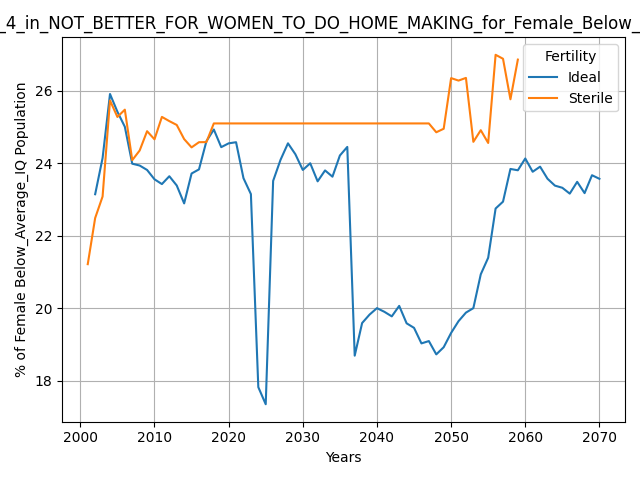 _4_in_NOT_BETTER_FOR_WOMEN_TO_DO_HOME_MAKING_for_Female_Below_
Fertility
Ideal
Sterile
% of Female Below_Average_IQ Population
26
24
22
20
18
2000 2010 2020 2030 2040 2050 2060 2070
Years